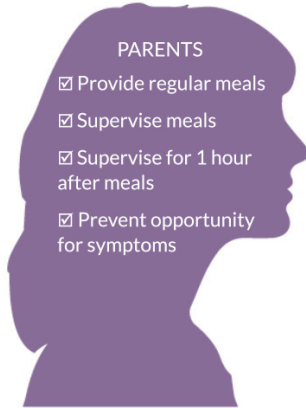 PARENTS
☑ Provide regular meals
☑ Supervise meals
☑ Supervise for 1 hour
after meals
☑ Prevent opportunity
for symptoms